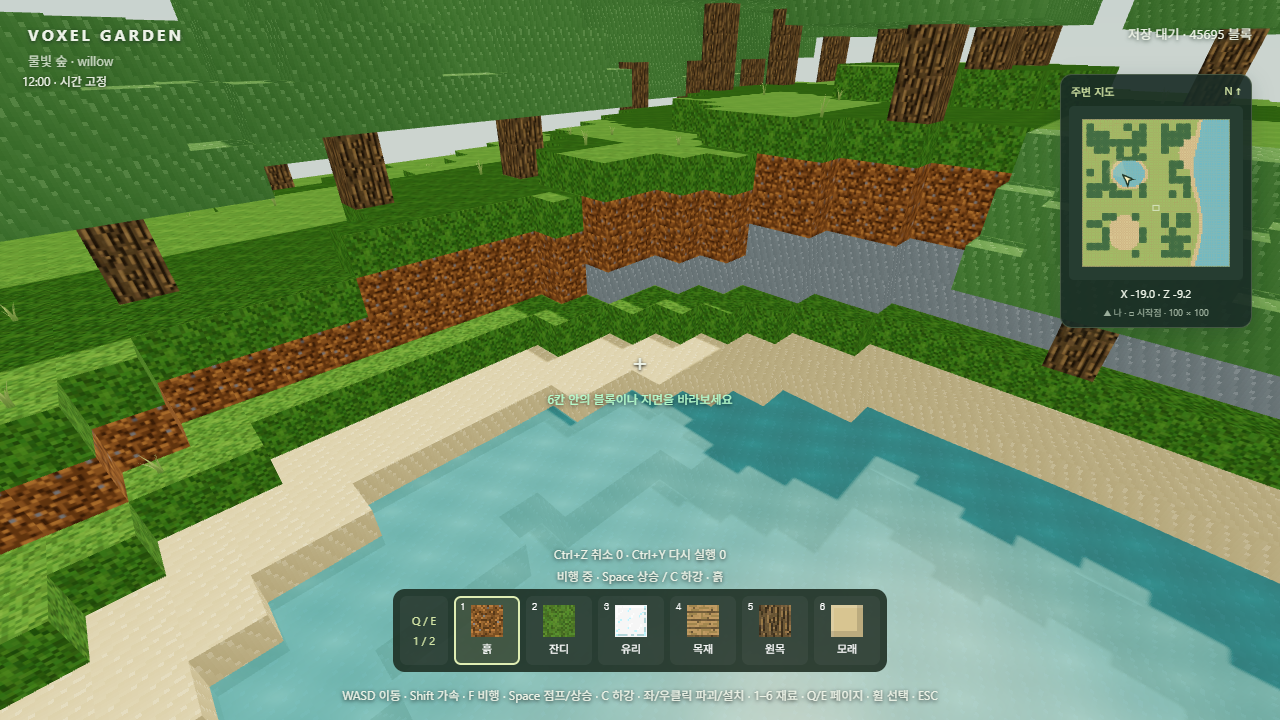 VOXEL GARDEN
물빛 숲 · willow
12:00 · 시간 고정
저장 대기 · 45695 블록
주변 지도
N ↑
X -19.0 · Z -9.2
▲ 나 · □ 시작점 · 100 × 100
6칸 안의 블록이나 지면을 바라보세요
Ctrl+Z 취소 0 · Ctrl+Y 다시 실행 0
비행 중 · Space 상승 / C 하강 · 흙
Q / E
1 / 2
1 흙
2 잔디
3 유리
4 목재
5 원목
6 모래
WASD 이동 · Shift 가속 · F 비행 · Space 점프/상승 · C 하강 · 좌/우클릭 파괴/설치 · 1–6 재료 · Q/E 페이지 · 휠 선택 · ESC